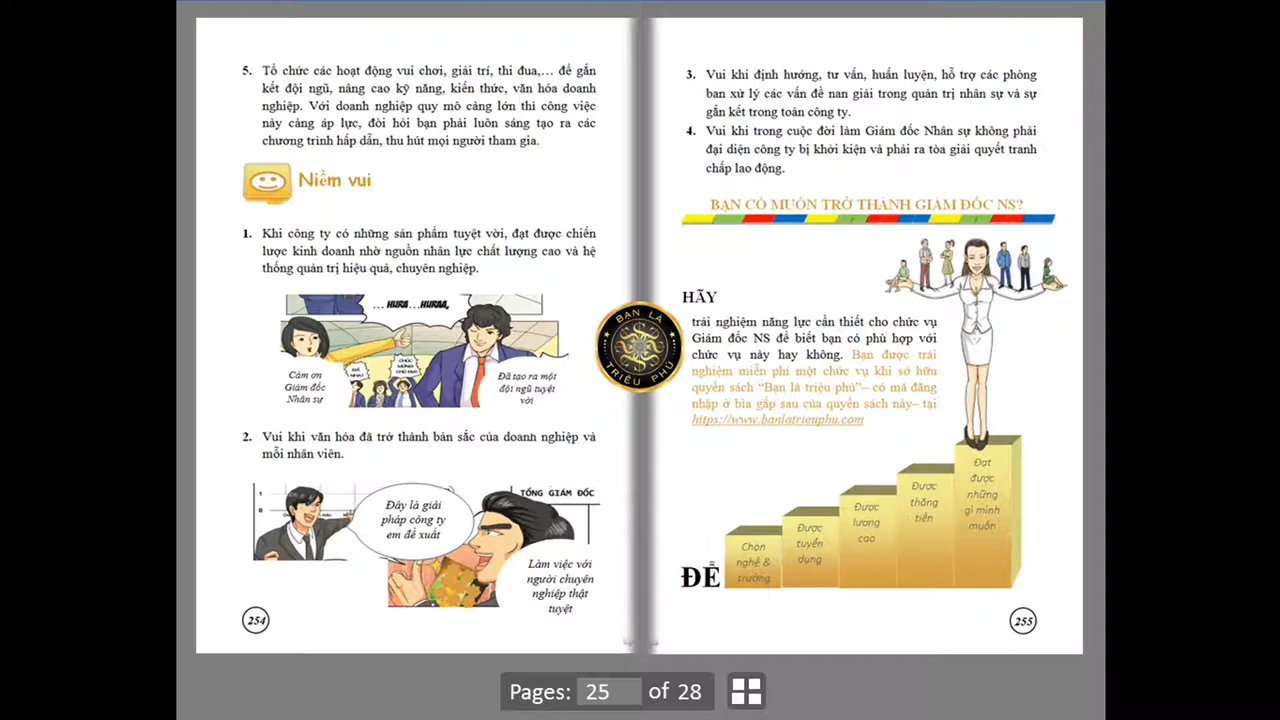 5. Tổ chức các hoạt động vui chơi, giải trí, thi đua,... để gắn
kết đội ngũ, nâng cao kỹ năng, kiến thức, văn hóa doanh
nghiệp. Với doanh nghiệp quy mô càng lớn thì công việc
này càng áp lực, đòi hỏi bạn phải luôn sáng tạo ra các
chương trình hấp dẫn, thu hút mọi người tham gia.
Niềm vui
1. Khi công ty có những sản phẩm tuyệt vời, đạt được chiến
lược kinh doanh nhờ nguồn nhân lực chất lượng cao và hệ
thống quản trị hiệu quả, chuyên nghiệp.
... HURA...HURAA,
CHÚC
MỪNG
Cảm ơn
Giám đốc
Nhân sự
Đã tạo ra một
đội ngũ tuyệt
vời
2. Vui khi văn hóa đã trở thành bản sắc của doanh nghiệp và
mỗi nhân viên.
Đây là giải
pháp công ty
em đề xuất
TỔNG GIÁM ĐỐC
Làm việc với
người chuyên
nghiệp thật
tuyệt
254
3. Vui khi định hướng, tư vấn, huấn luyện, hỗ trợ các phòng
ban xử lý các vấn đề nan giải trong quản trị nhân sự và sự
gắn kết trong toàn công ty.
4. Vui khi trong cuộc đời làm Giám đốc Nhân sự không phải
đại diện công ty bị khởi kiện và phải ra tòa giải quyết tranh
chấp lao động.
BẠN CÓ MUỐN TRỞ THÀNH GIÁM ĐỐC NS?
HÃY
trải nghiệm năng lực cần thiết cho chức vụ
Giám đốc NS để biết bạn có phù hợp với
chức vụ này hay không. Bạn được trải
nghiệm miễn phí một chức vụ khi sở hữu
quyển sách “Bạn là triệu phú”– có mã đăng
nhập ở bìa gấp sau của quyển sách này– tại
https://www.banlatrieuphu.com
ĐỂ
Chọn
nghề &
trường
Được
tuyển
dụng
Được
lương
cao
Được
thăng
tiến
Đạt
được
những
gì mình
muốn
255
BẠN LÀ
TRIỆU PHÚ
Pages: 25 of 28